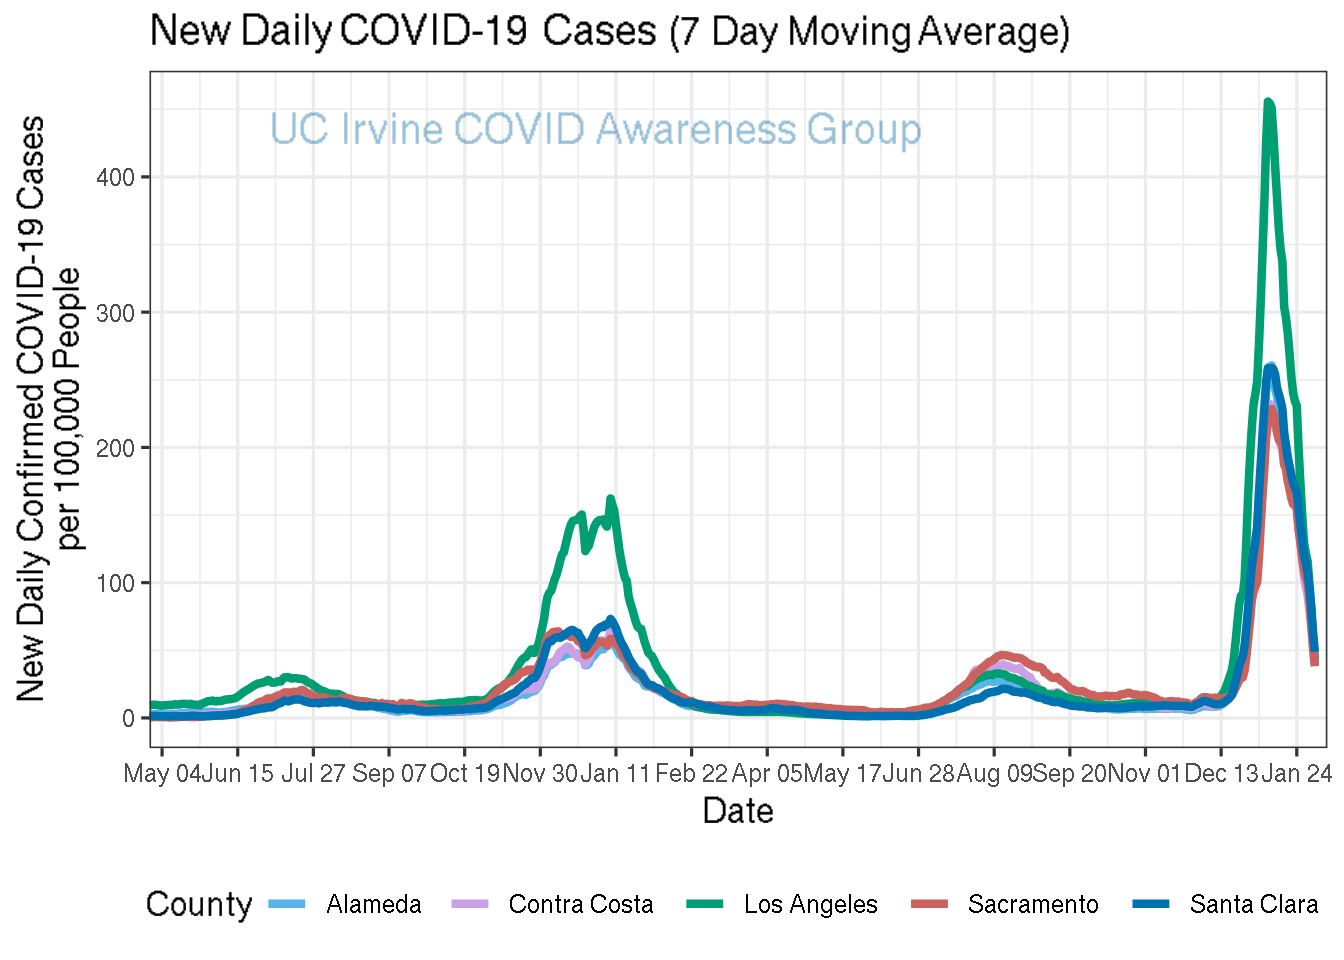 New Daily COVID-19 Cases (7 Day Moving Average)
UC Irvine COVID Awareness Group
New Daily Confirmed COVID-19 Cases
per 100,000 People
400
300
200
100
0
May 04 Jun 15 Jul 27 Sep 07 Oct 19 Nov 30 Jan 11 Feb 22 Apr 05 May 17 Jun 28 Aug 09 Sep 20 Nov 01 Dec 13 Jan 24
Date
County Alameda Contra Costa Los Angeles Sacramento Santa Clara